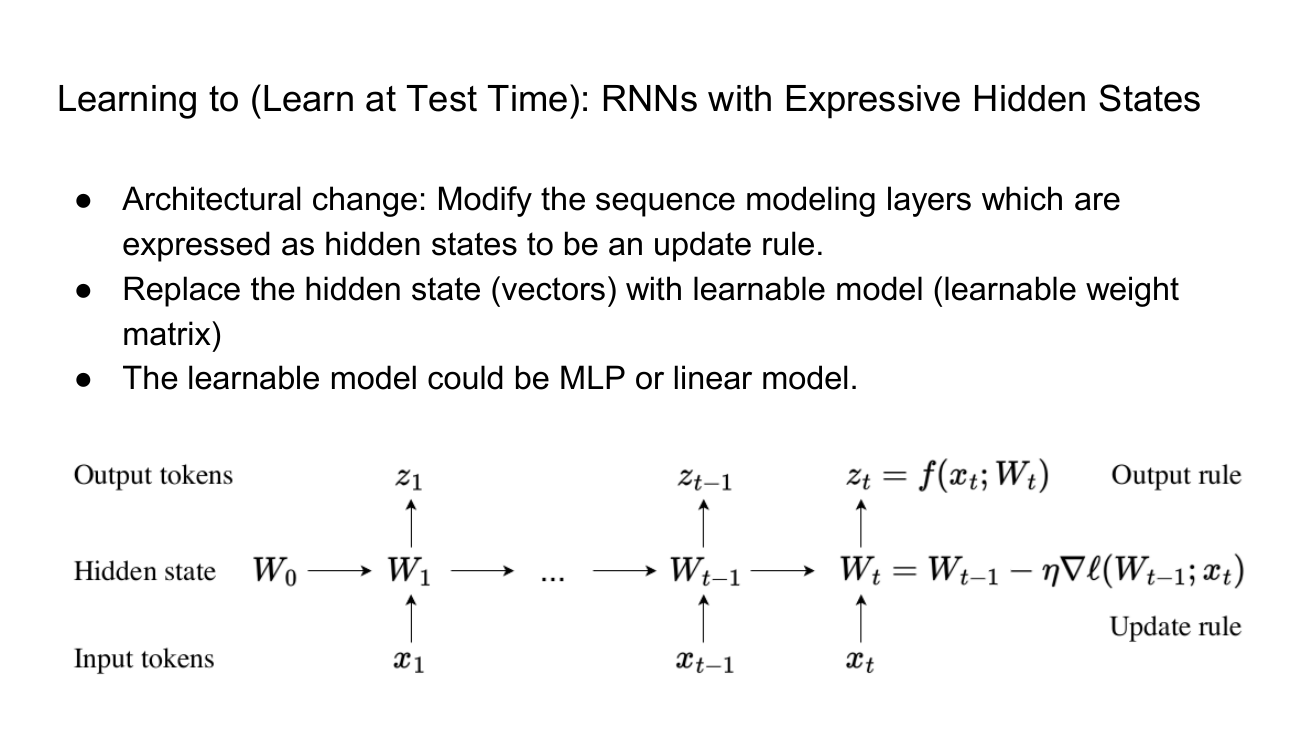 Learning to (Learn at Test Time): RNNs with Expressive Hidden States
● Architectural change: Modify the sequence modeling layers which are
expressed as hidden states to be an update rule.
● Replace the hidden state (vectors) with learnable model (learnable weight
matrix)
● The learnable model could be MLP or linear model.
Output tokens z₁ zₜ₋₁ zₜ = f(xₜ; Wₜ) Output rule
Hidden state W₀ W₁ ... Wₜ₋₁ Wₜ = Wₜ₋₁ − η∇ℓ(Wₜ₋₁; xₜ)
Update rule
Input tokens x₁ xₜ₋₁ xₜ